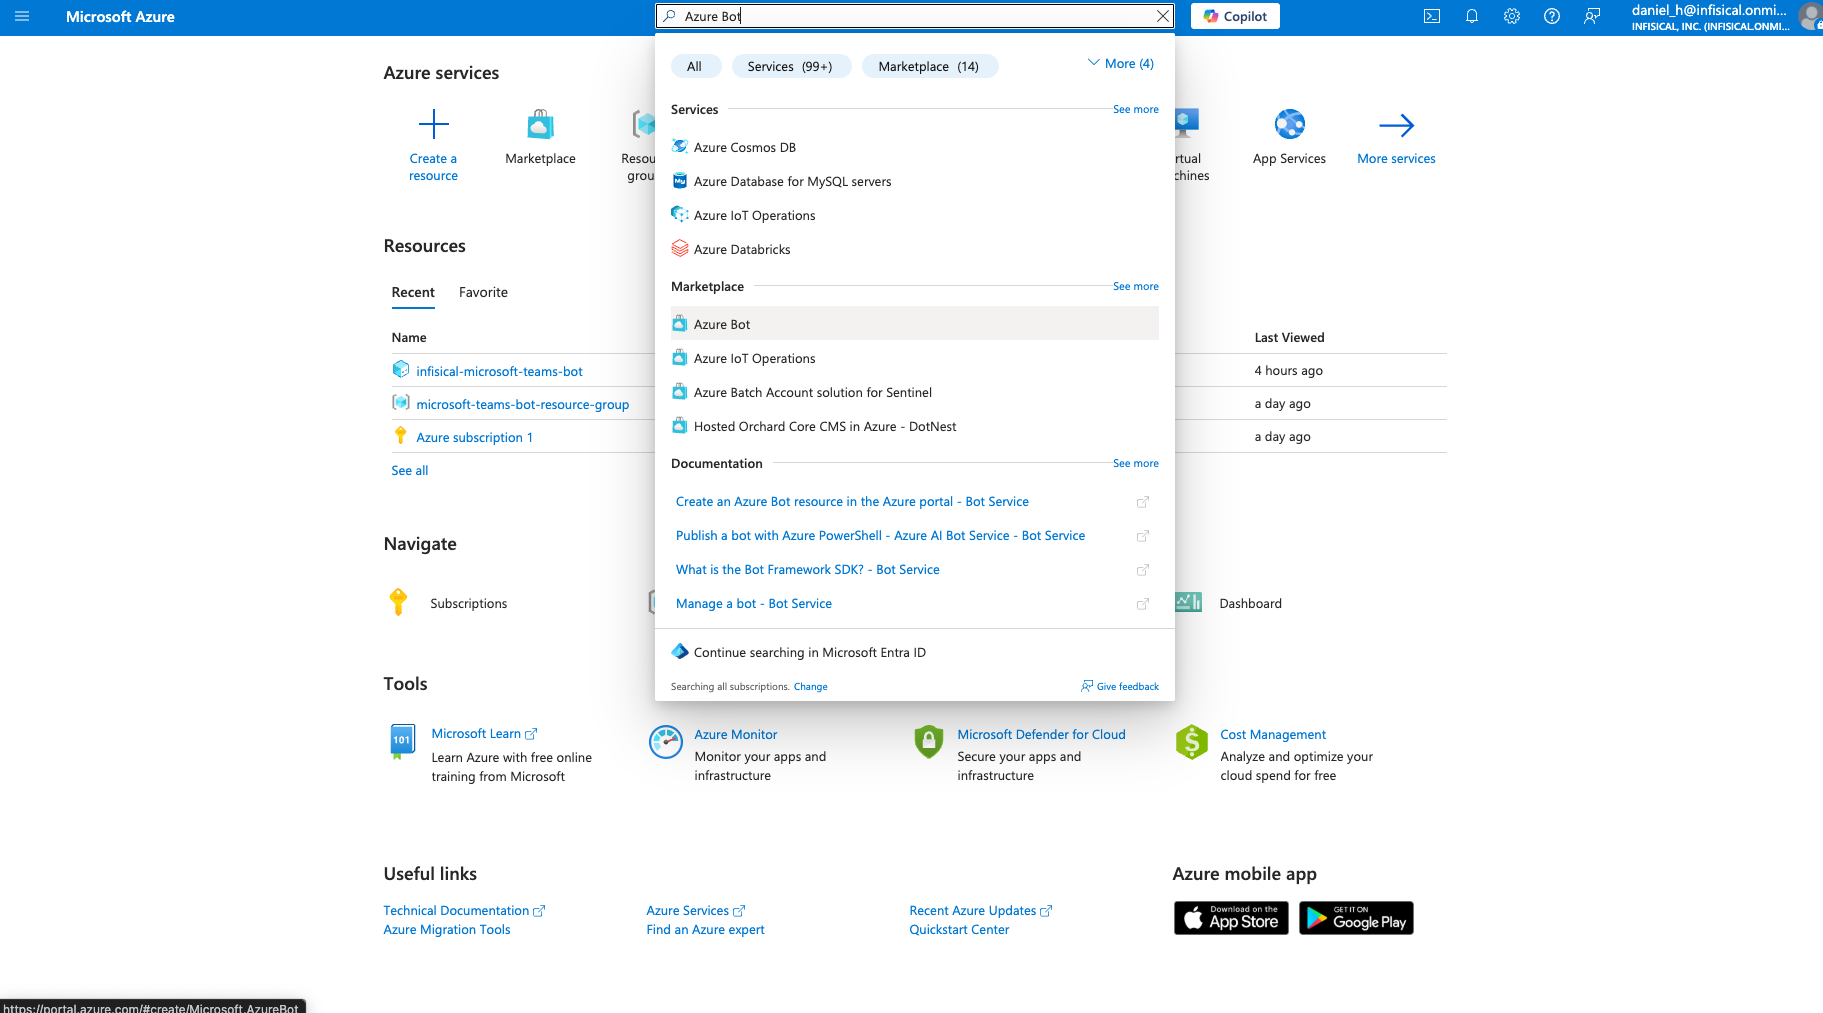 Microsoft Azure
Azure Bot
Copilot
daniel_h@infisical.onmi...
INFISICAL, INC. (INFISICAL.ONMI...
All
Services (99+)
Marketplace (14)
More (4)
Services
See more
Azure Cosmos DB
Azure Database for MySQL servers
Azure IoT Operations
Azure Databricks
Marketplace
See more
Azure Bot
Azure IoT Operations
Azure Batch Account solution for Sentinel
Hosted Orchard Core CMS in Azure - DotNest
Documentation
See more
Create an Azure Bot resource in the Azure portal - Bot Service
Publish a bot with Azure PowerShell - Azure AI Bot Service - Bot Service
What is the Bot Framework SDK? - Bot Service
Manage a bot - Bot Service
Continue searching in Microsoft Entra ID
Searching all subscriptions. Change
Give feedback
Azure services
Create a
resource
Marketplace
Resou
grou
rtual
chines
App Services
More services
Resources
Recent
Favorite
Name
Last Viewed
infisical-microsoft-teams-bot
4 hours ago
microsoft-teams-bot-resource-group
a day ago
Azure subscription 1
a day ago
See all
Navigate
Subscriptions
Dashboard
Tools
101
Microsoft Learn
Learn Azure with free online
training from Microsoft
Azure Monitor
Monitor your apps and
infrastructure
Microsoft Defender for Cloud
Secure your apps and
infrastructure
Cost Management
Analyze and optimize your
cloud spend for free
Useful links
Technical Documentation
Azure Migration Tools
Azure Services
Find an Azure expert
Recent Azure Updates
Quickstart Center
Azure mobile app
Download on the
App Store
GET IT ON
Google Play
https://portal.azure.com/#create/Microsoft.AzureBot